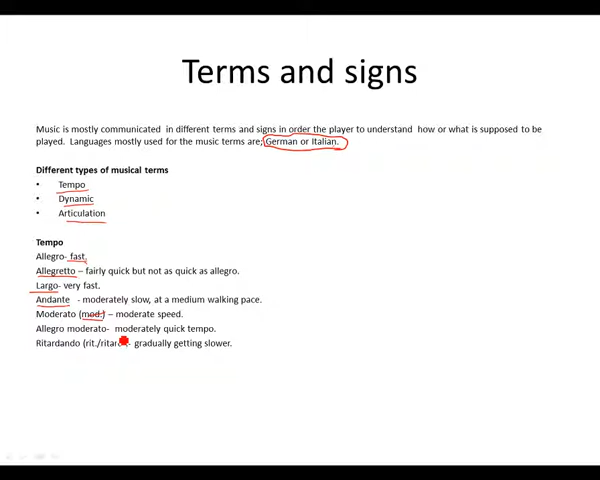 Terms and signs
Music is mostly communicated in different terms and signs in order the player to understand how or what is supposed to be
played. Languages mostly used for the music terms are; German or Italian.
Different types of musical terms
• Tempo
• Dynamic
• Articulation
Tempo
Allegro- fast.
Allegretto – fairly quick but not as quick as allegro.
Largo- very fast.
Andante - moderately slow, at a medium walking pace.
Moderato (mod.) – moderate speed.
Allegro moderato- moderately quick tempo.
Ritardando (rit./ - gradually getting slower.